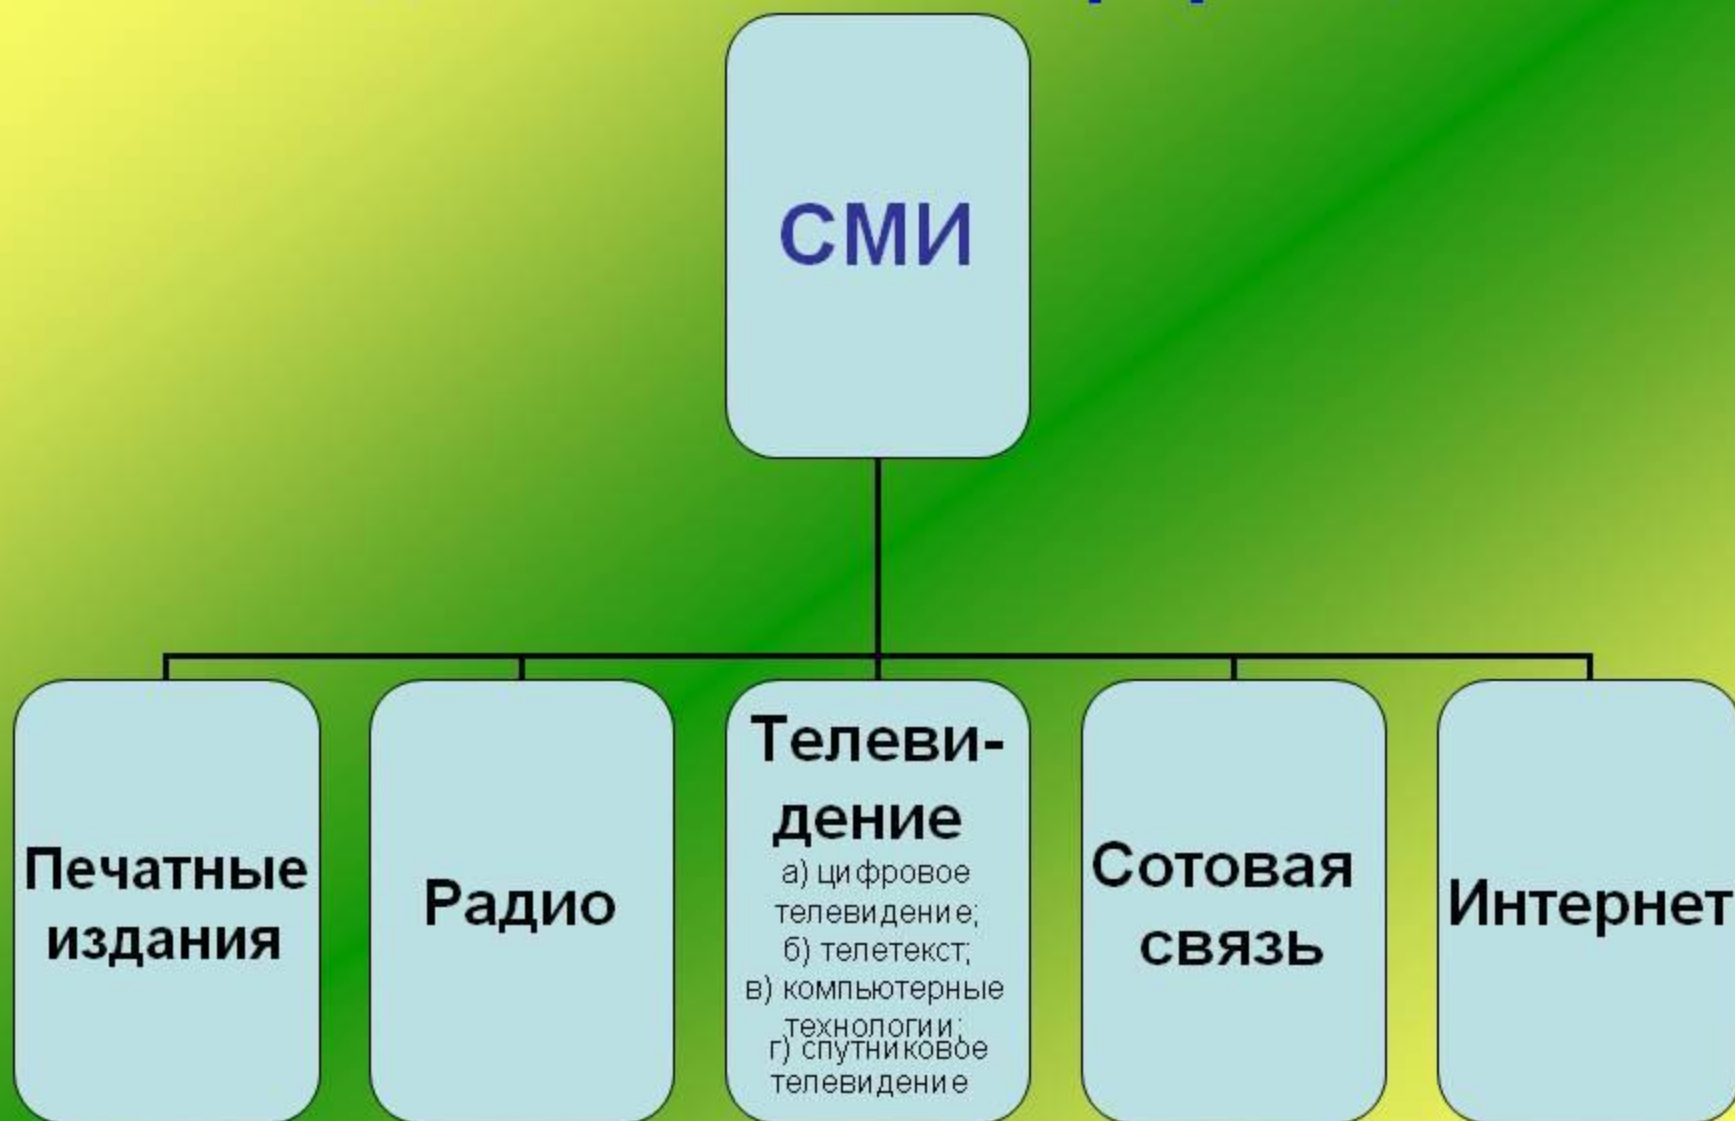 СМИ
Печатные
издания
Радио
Телеви-
дение
а) цифровое
телевидение;
б) телетекст;
в) компьютерные
технологии;
г) спутниковое
телевидение
Сотовая
связь
Интернет